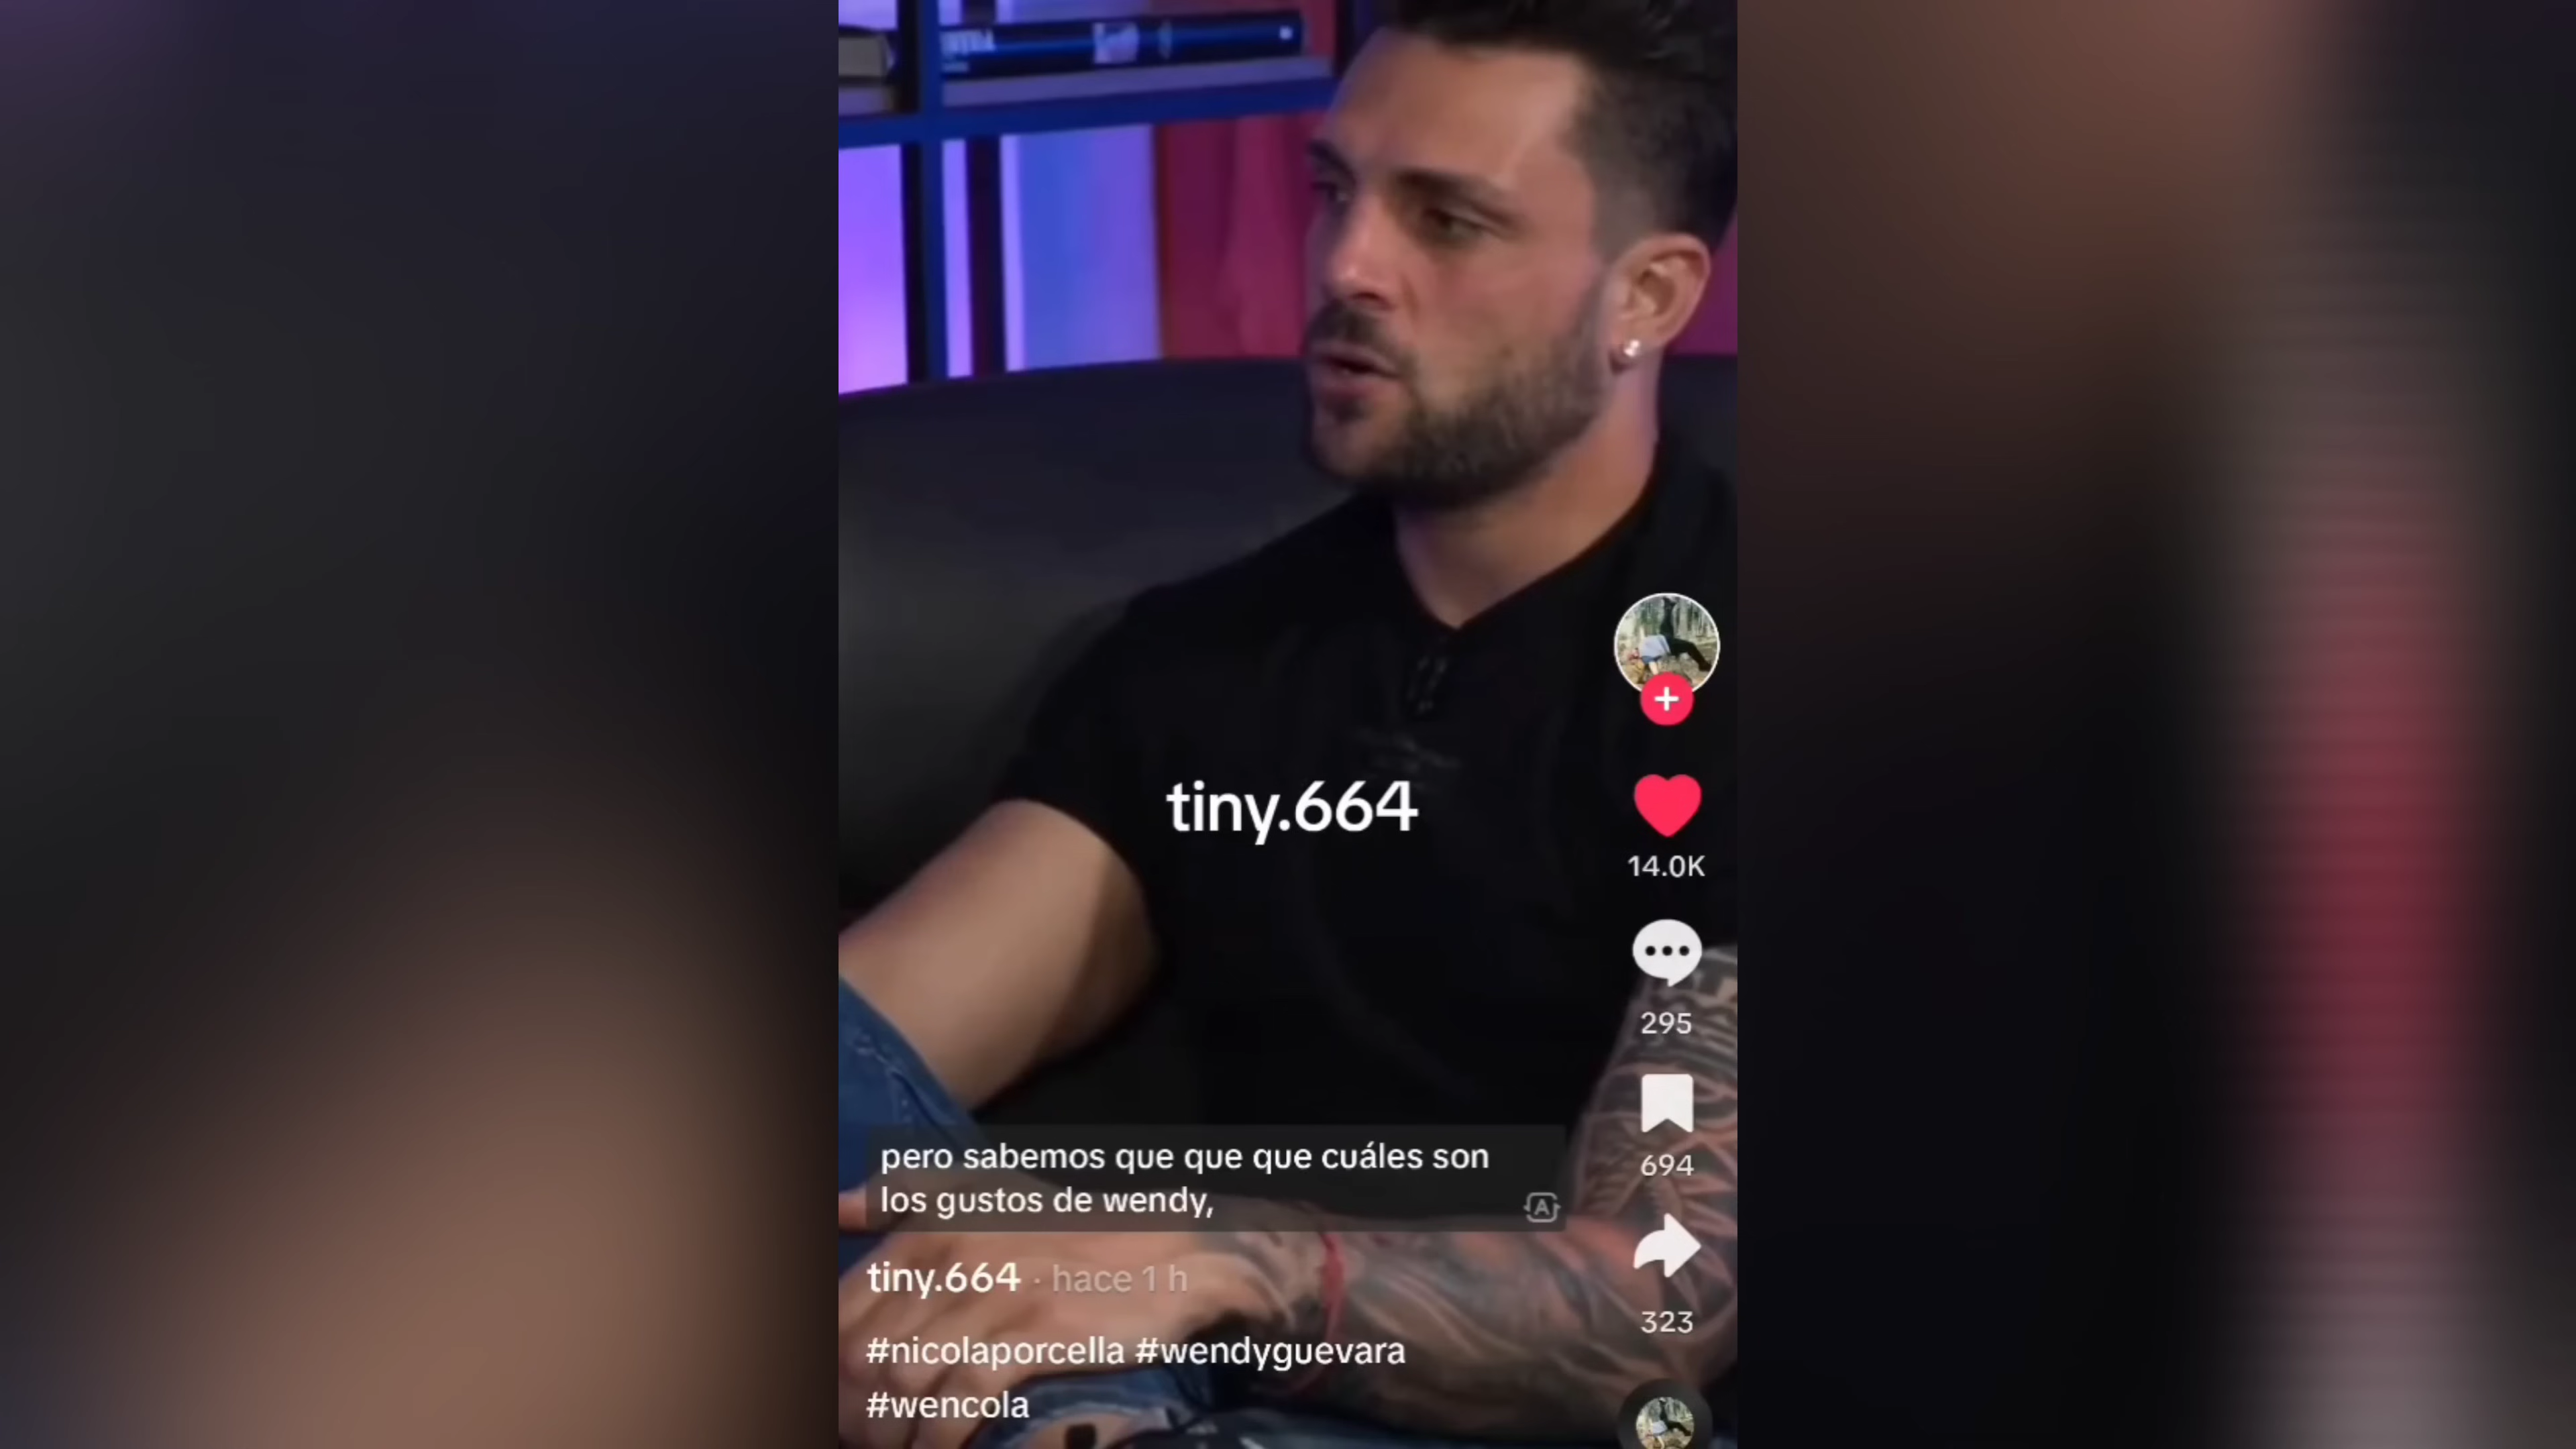 tiny.664
14.0K
295
694
323
pero sabemos que que que cuáles son
los gustos de wendy,
tiny.664 · hace 1 h
#nicolaporcella #wendyguevara
#wencola